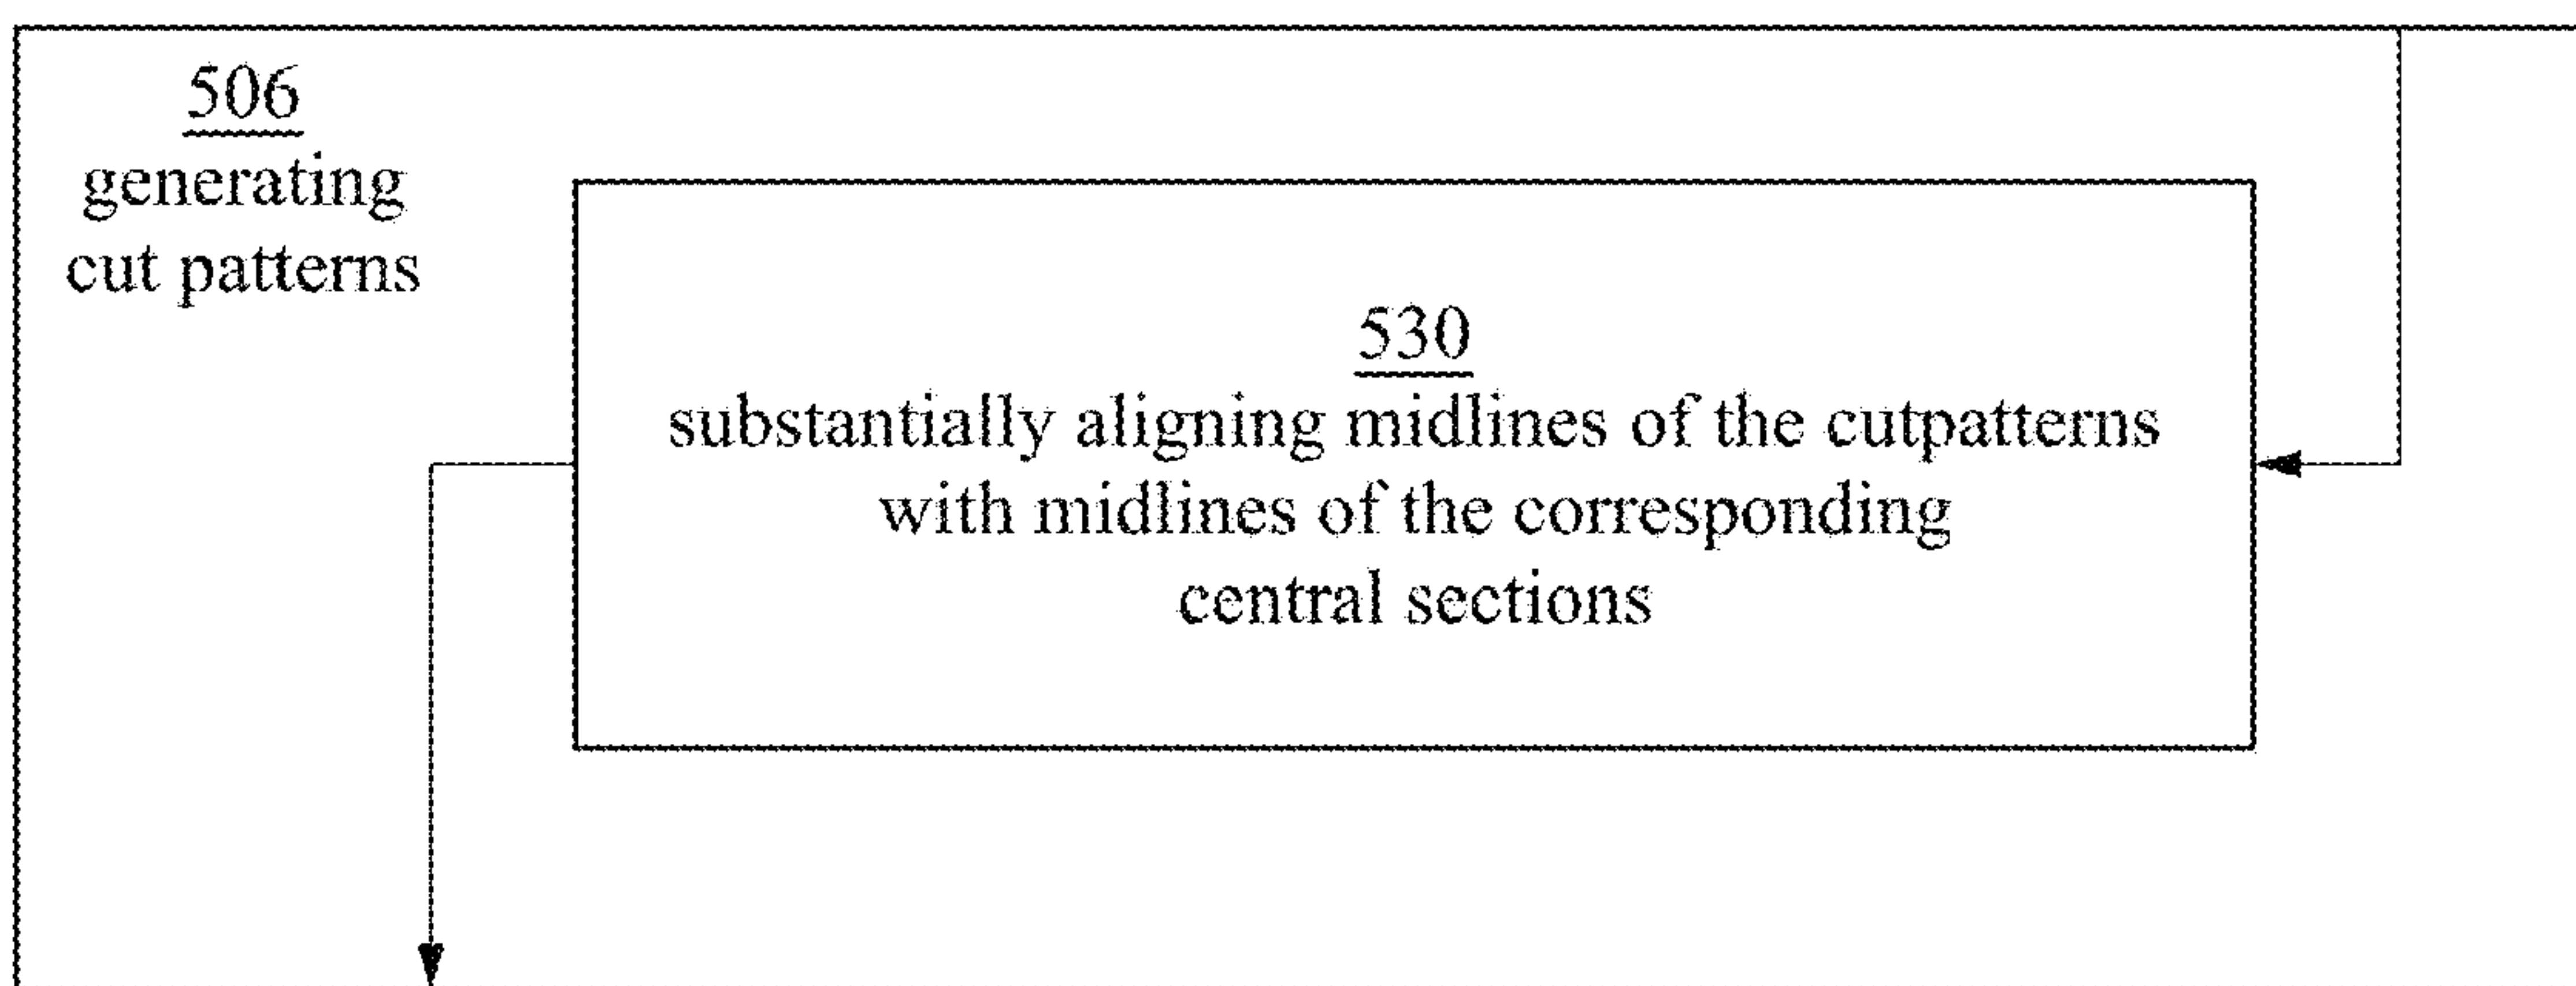 506
generating
cut patterns
530
substantially aligning midlines of the cutpatterns
with midlines of the corresponding
central sections